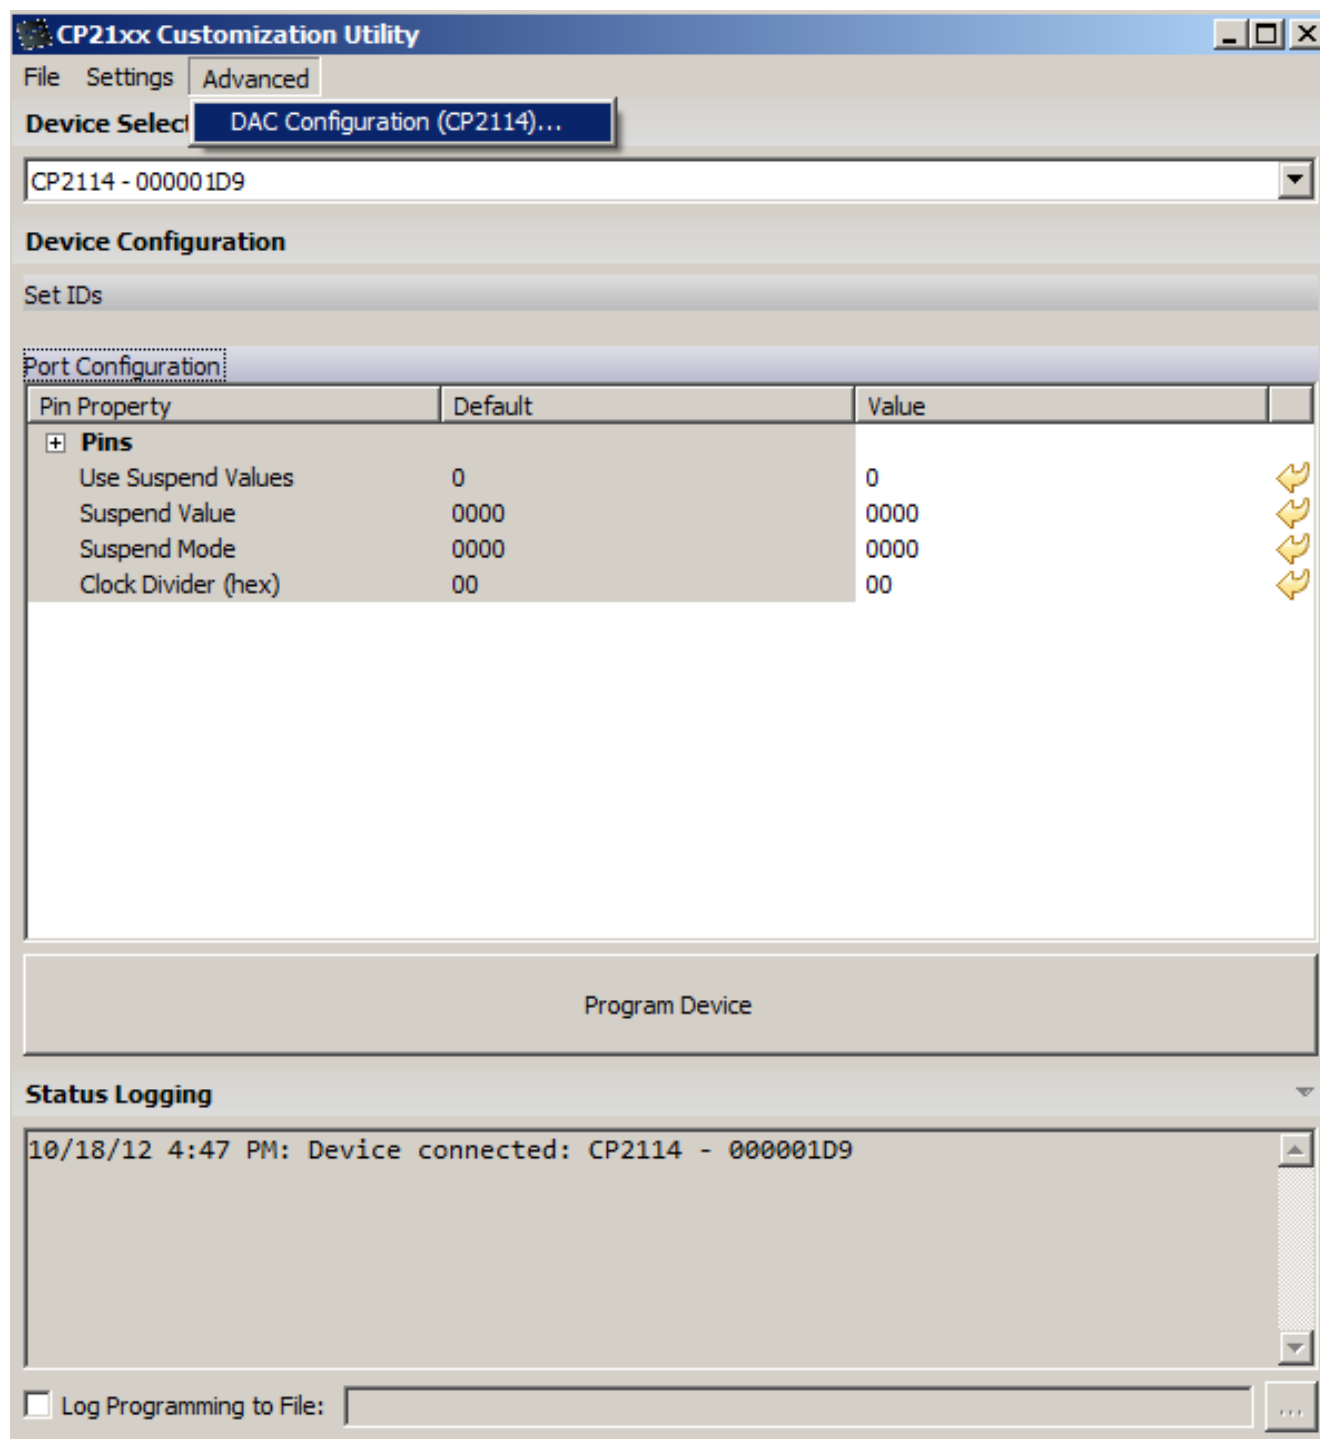 CP21xx Customization Utility
File Settings Advanced
Device Select
DAC Configuration (CP2114)...
CP2114 - 000001D9
Device Configuration
Set IDs
Port Configuration
Pin Property Default Value
Pins
Use Suspend Values 0 0
Suspend Value 0000 0000
Suspend Mode 0000 0000
Clock Divider (hex) 00 00
Program Device
Status Logging
10/18/12 4:47 PM: Device connected: CP2114 - 000001D9
Log Programming to File:
...